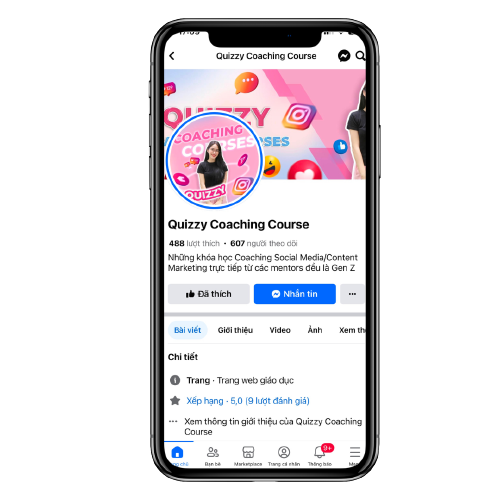 17:09
Quizzy Coaching Course
QUIZZY
COACHING
COURSES
QUIZZY
Quizzy Coaching Course
488 lượt thích • 607 người theo dõi
Những khóa học Coaching Social Media/Content
Marketing trực tiếp từ các mentors đều là Gen Z
Đã thích
Nhắn tin
Bài viết Giới thiệu Video Ảnh Xem th
Chi tiết
Trang · Trang web giáo dục
Xếp hạng · 5,0 (9 lượt đánh giá)
Xem thông tin giới thiệu của Quizzy Coaching
Course
9+
Bạn bè Marketplace Trang cá nhân Thông báo